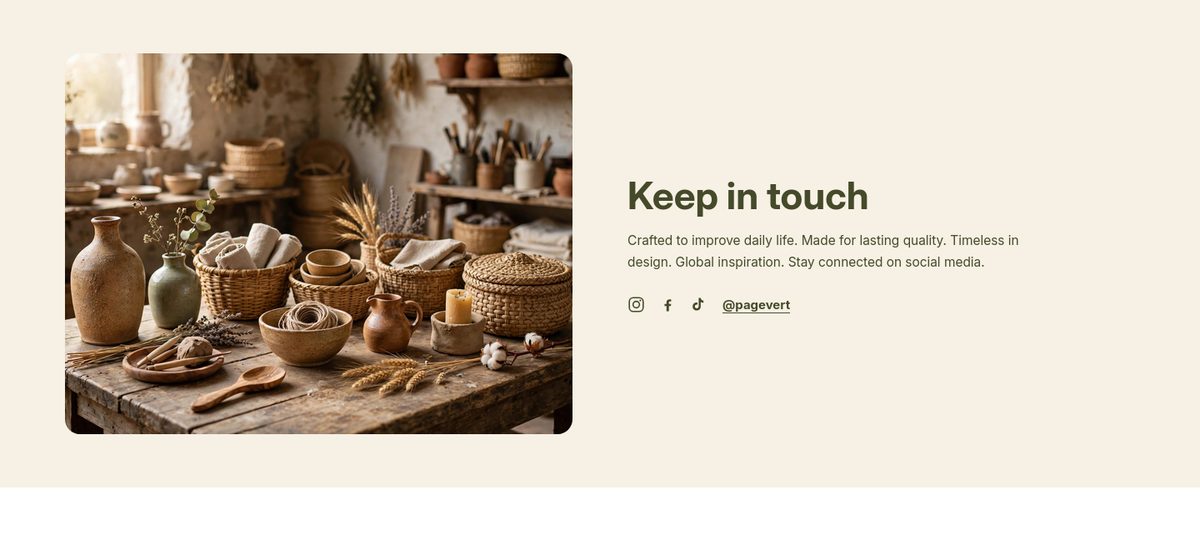 Keep in touch
Crafted to improve daily life. Made for lasting quality. Timeless in
design. Global inspiration. Stay connected on social media.
@pagevert